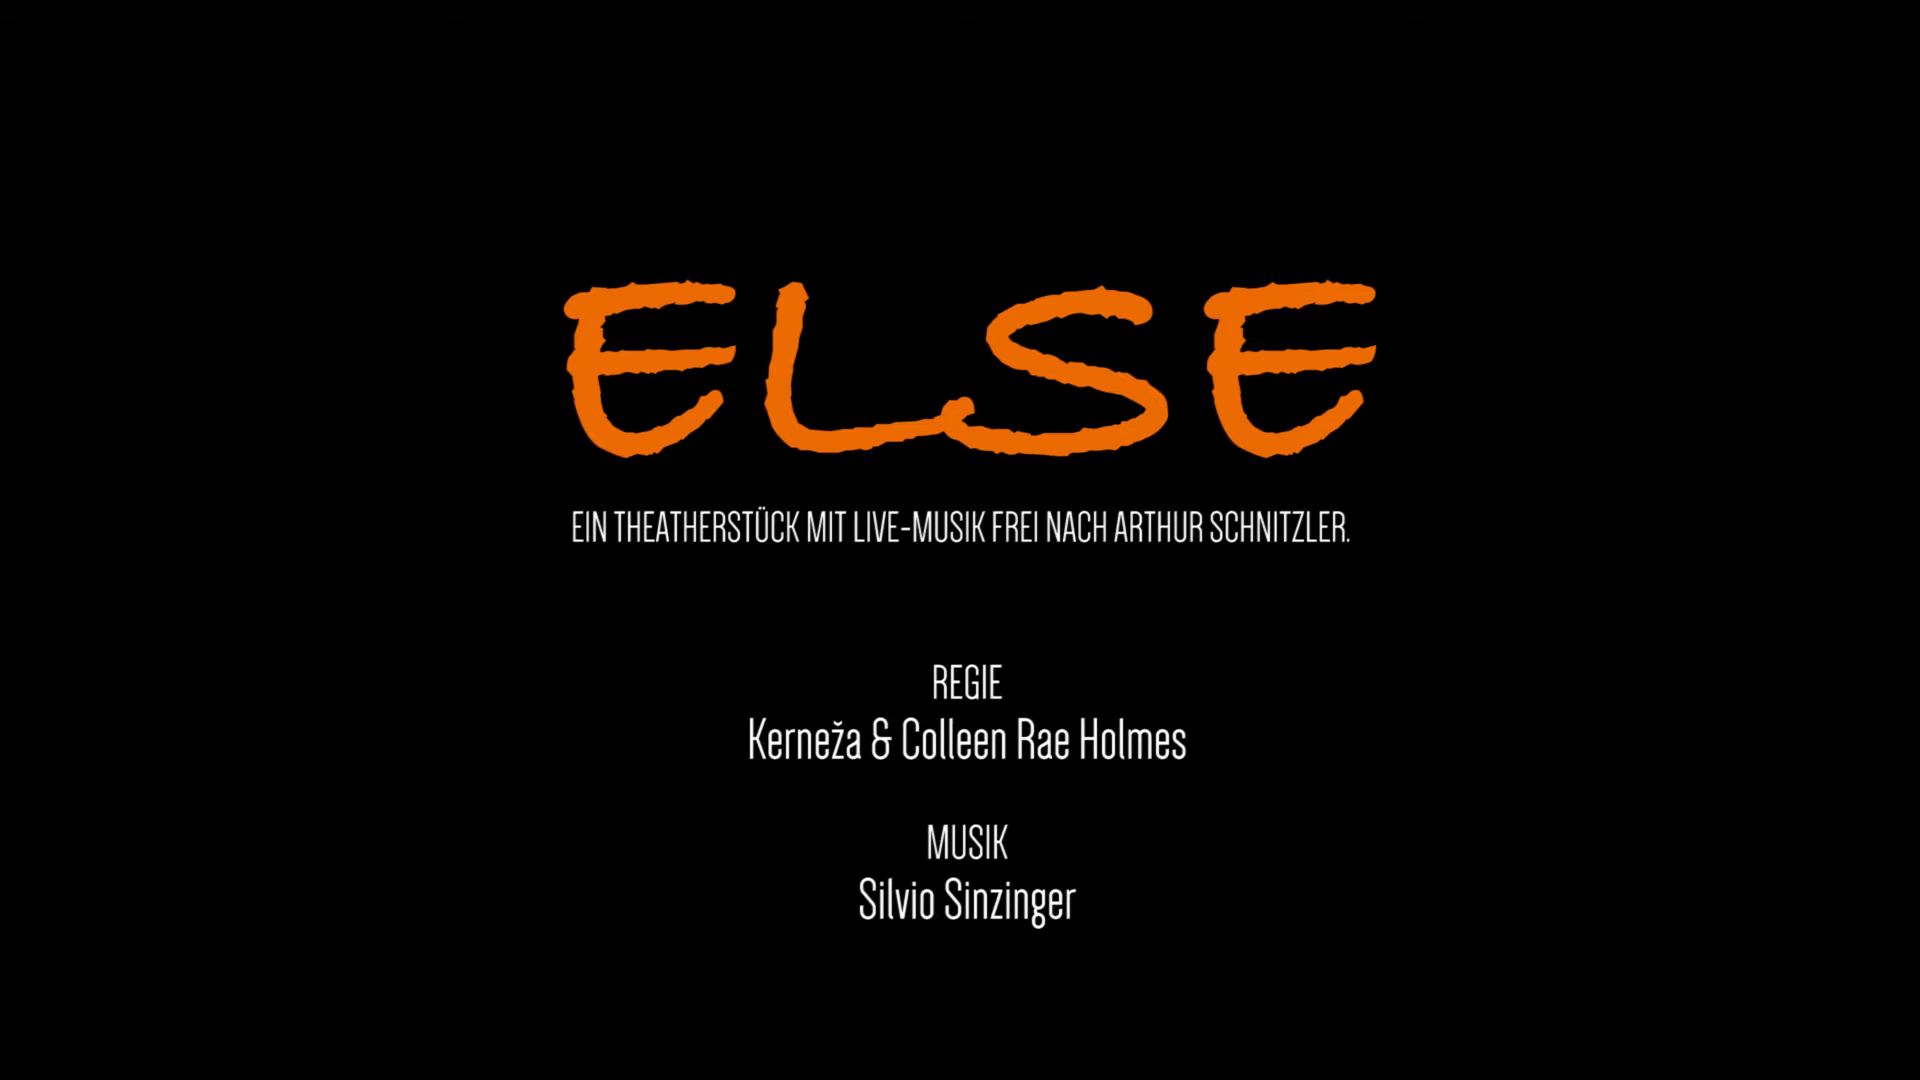 ELSE
EIN THEATHERSTÜCK MIT LIVE-MUSIK FREI NACH ARTHUR SCHNITZLER.
REGIE
Kerneža & Colleen Rae Holmes
MUSIK
Silvio Sinzinger